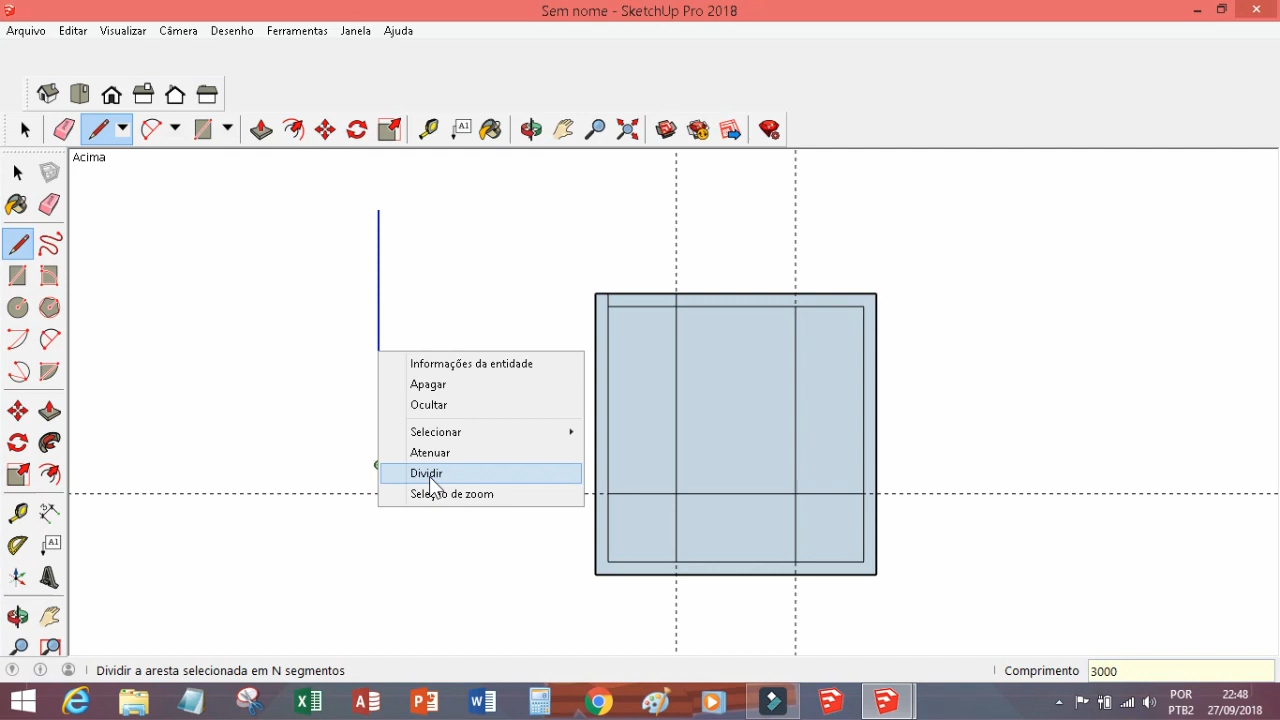 Sem nome - SketchUp Pro 2018
Arquivo Editar Visualizar Câmera Desenho Ferramentas Janela Ajuda
A1
Acima
Informações da entidade
Apagar
Ocultar
Selecionar
Atenuar
Dividir
Seleção de zoom
A1
Dividir a aresta selecionada em N segmentos Comprimento 3000
POR 22:48
PTB2 27/09/2018